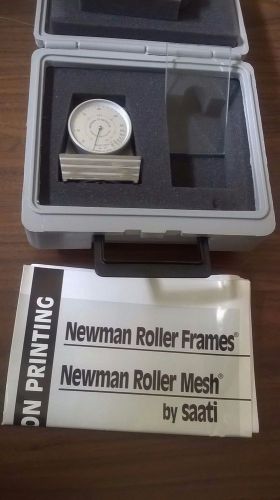 ON PRINTING
Newman Roller Frames®
Newman Roller Mesh®
by saati